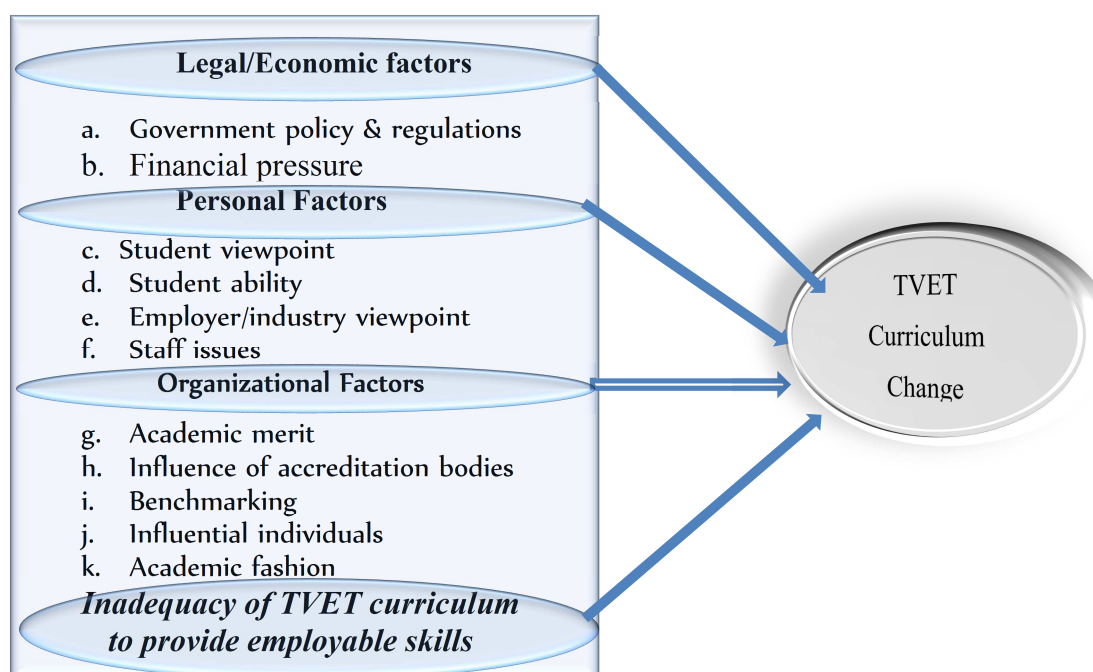 Legal/Economic factors
a. Government policy & regulations
b. Financial pressure
Personal Factors
c. Student viewpoint
d. Student ability
e. Employer/industry viewpoint
f. Staff issues
Organizational Factors
g. Academic merit
h. Influence of accreditation bodies
i. Benchmarking
j. Influential individuals
k. Academic fashion
Inadequacy of TVET curriculum
to provide employable skills
TVET
Curriculum
Change